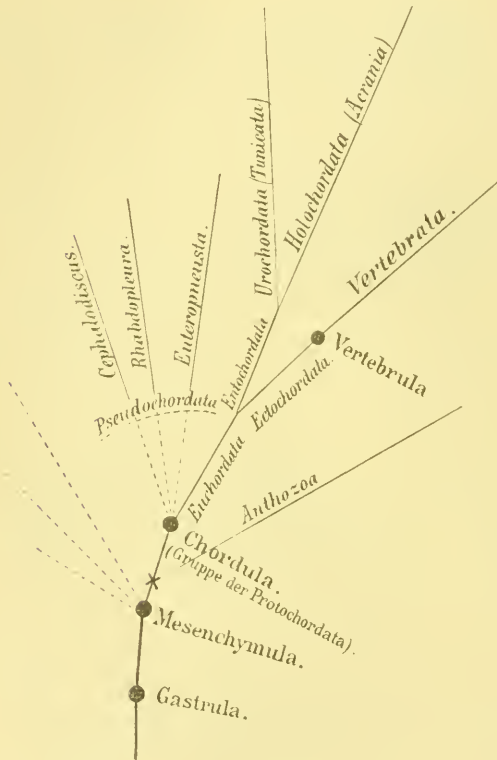 Urochordata (Tunicata)
Holochordata (Acrania)
Vertebrata.
Cephalodiscus.
Rhabdopleura.
Enteropneusta.
Pseudochordata
Entochordata
Vertebrula
Ectochordata.
Euchordata
Anthozoa
Chordula.
(Gruppe der Protochordata).
Mesenchymula.
Gastrula.